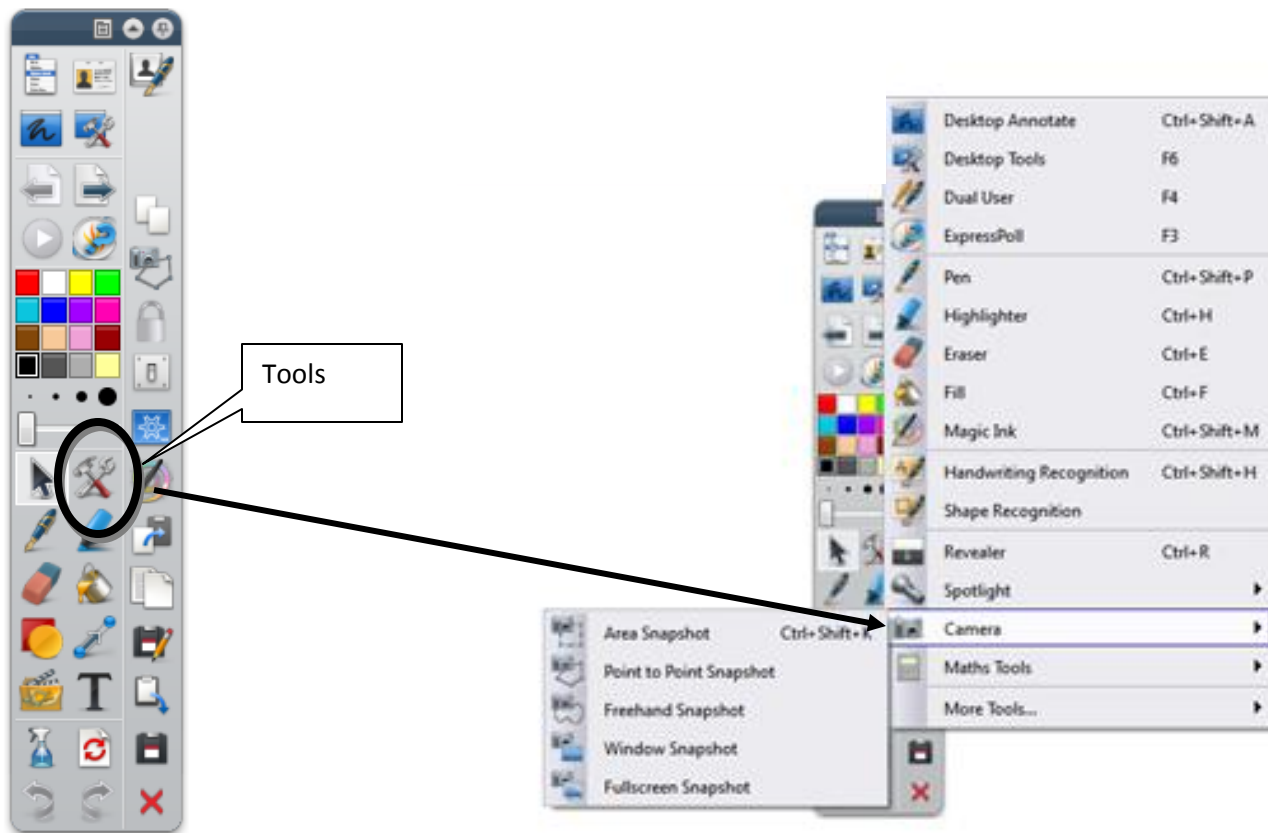 Tools
Desktop Annotate Ctrl+Shift+A
Desktop Tools F6
Dual User F4
ExpressPoll F3
Pen Ctrl+Shift+P
Highlighter Ctrl+H
Eraser Ctrl+E
Fill Ctrl+F
Magic Ink Ctrl+Shift+M
Handwriting Recognition Ctrl+Shift+H
Shape Recognition
Revealer Ctrl+R
Spotlight
Camera
Maths Tools
More Tools...
Area Snapshot Ctrl+Shift+K
Point to Point Snapshot
Freehand Snapshot
Window Snapshot
Fullscreen Snapshot